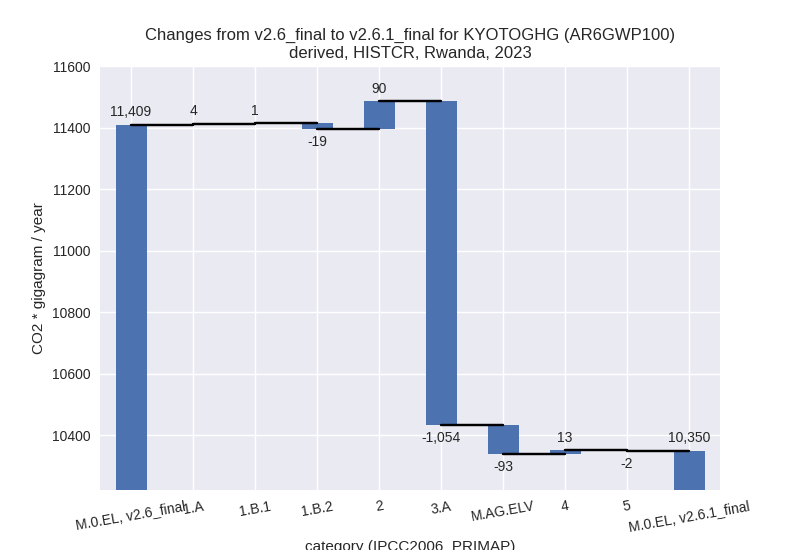 Changes from v2.6_final to v2.6.1_final for KYOTOGHG (AR6GWP100)
derived, HISTCR, Rwanda, 2023
CO2 * gigagram / year
11600
11400
11200
11000
10800
10600
10400
11,409
4
1
-19
90
-1,054
-93
13
-2
10,350
M.0.EL, v2.6_final
1.A
1.B.1
1.B.2
2
3.A
M.AG.ELV
4
5
M.0.EL, v2.6.1_final
category (IPCC2006_PRIMAP)